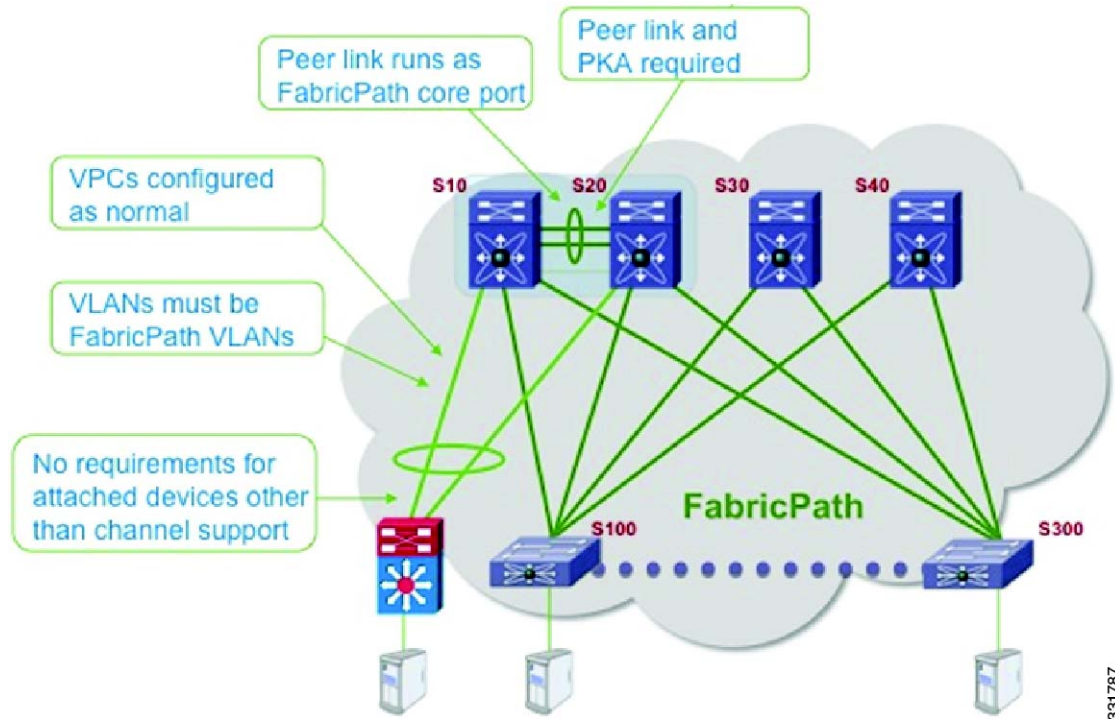 Peer link runs as
FabricPath core port
Peer link and
PKA required
VPCs configured
as normal
S10
S20
S30
S40
VLANs must be
FabricPath VLANs
No requirements for
attached devices other
than channel support
FabricPath
S100
S300
331787